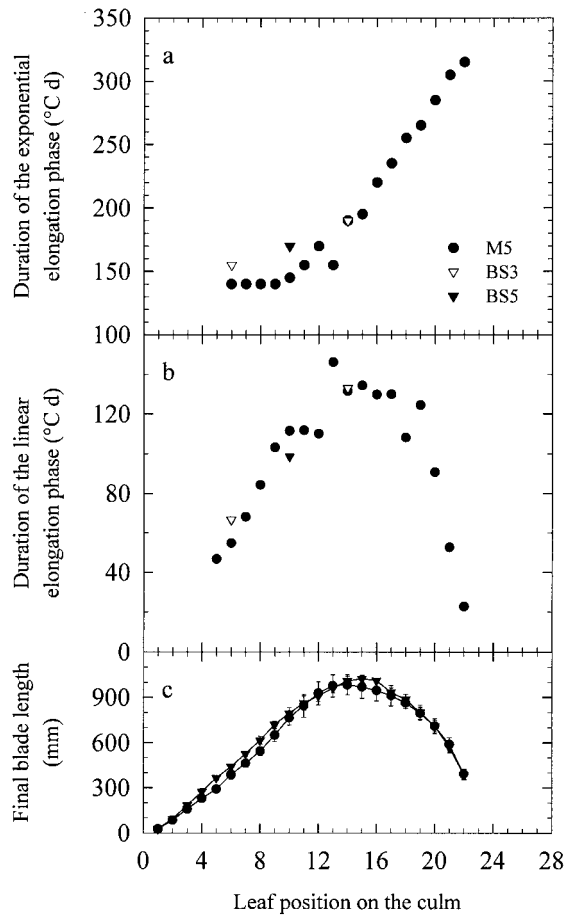 a
350
300
250
200
150
100
Duration of the exponential
elongation phase (°C d)
M5
BS3
BS5
b
120
80
40
0
Duration of the linear
elongation phase (°C d)
c
900
600
300
0
Final blade length
(mm)
0 4 8 12 16 20 24 28
Leaf position on the culm